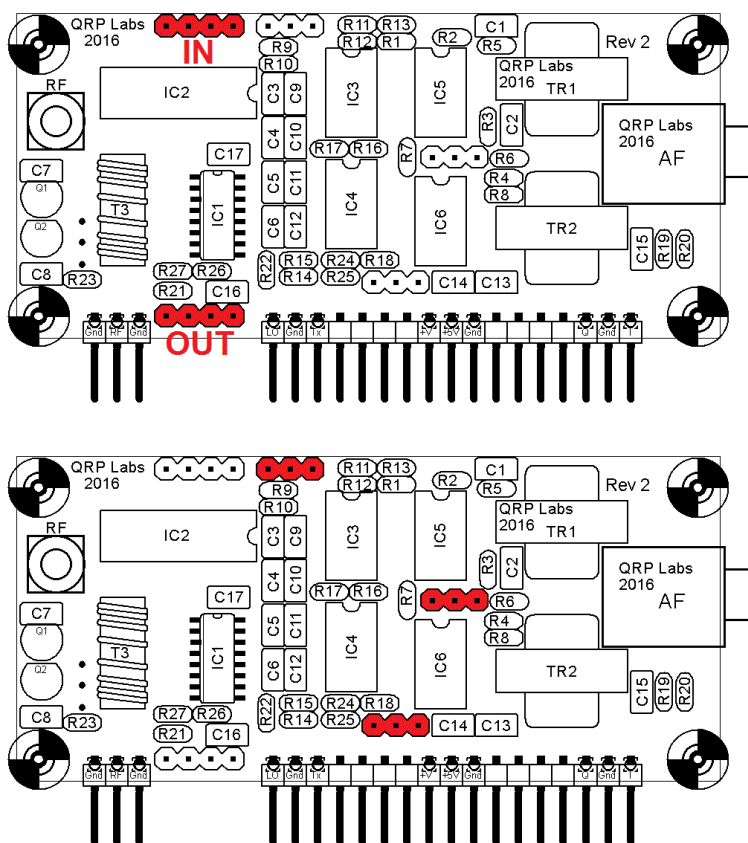 QRP Labs
2016
IN
R11 R13
R12 R1
R9
R10
R2
C1
R5
Rev 2
RF
IC2
C3 C9
IC3
IC5
QRP Labs
2016
TR1
C4 C10
R3
C2
QRP Labs
2016
AF
C7
Q1
C17
R17 R16
R7
R6
T3
IC1
C5 C11
IC4
IC6
R4
R8
Q2
C6 C12
TR2
C8
R23
R27 R26
R21
C16
R22
R15 R24 R18
R14 R25
C14 C13
C15
R19
R20
OUT
Gnd RF Gnd
LO Gnd Tx +V +5V Gnd Q Gnd I
QRP Labs
2016
R11 R13
R12 R1
R9
R10
R2
C1
R5
Rev 2
RF
IC2
C3 C9
IC3
IC5
QRP Labs
2016
TR1
C4 C10
R3
C2
QRP Labs
2016
AF
C7
Q1
C17
R17 R16
R7
R6
T3
IC1
C5 C11
IC4
IC6
R4
R8
Q2
C6 C12
TR2
C8
R23
R27 R26
R21
C16
R22
R15 R24 R18
R14 R25
C14 C13
C15
R19
R20
Gnd RF Gnd
LO Gnd Tx +V +5V Gnd Q Gnd I